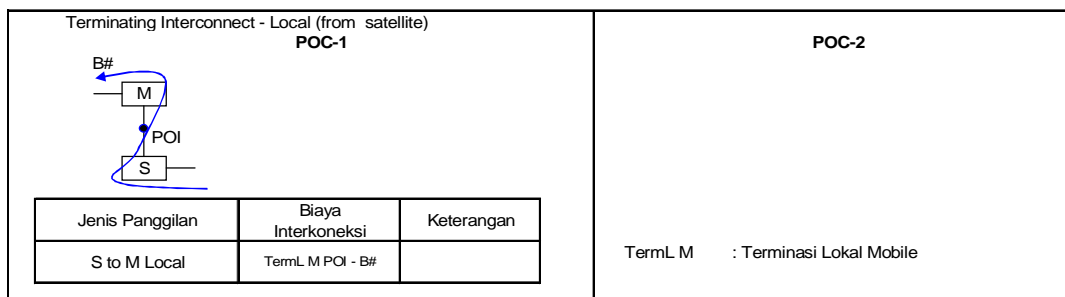 Terminating Interconnect - Local (from satellite)
POC-1
B#
M
POI
S
Jenis Panggilan
Biaya
Interkoneksi
Keterangan
S to M Local
TermL M POI - B#
POC-2
TermL M : Terminasi Lokal Mobile